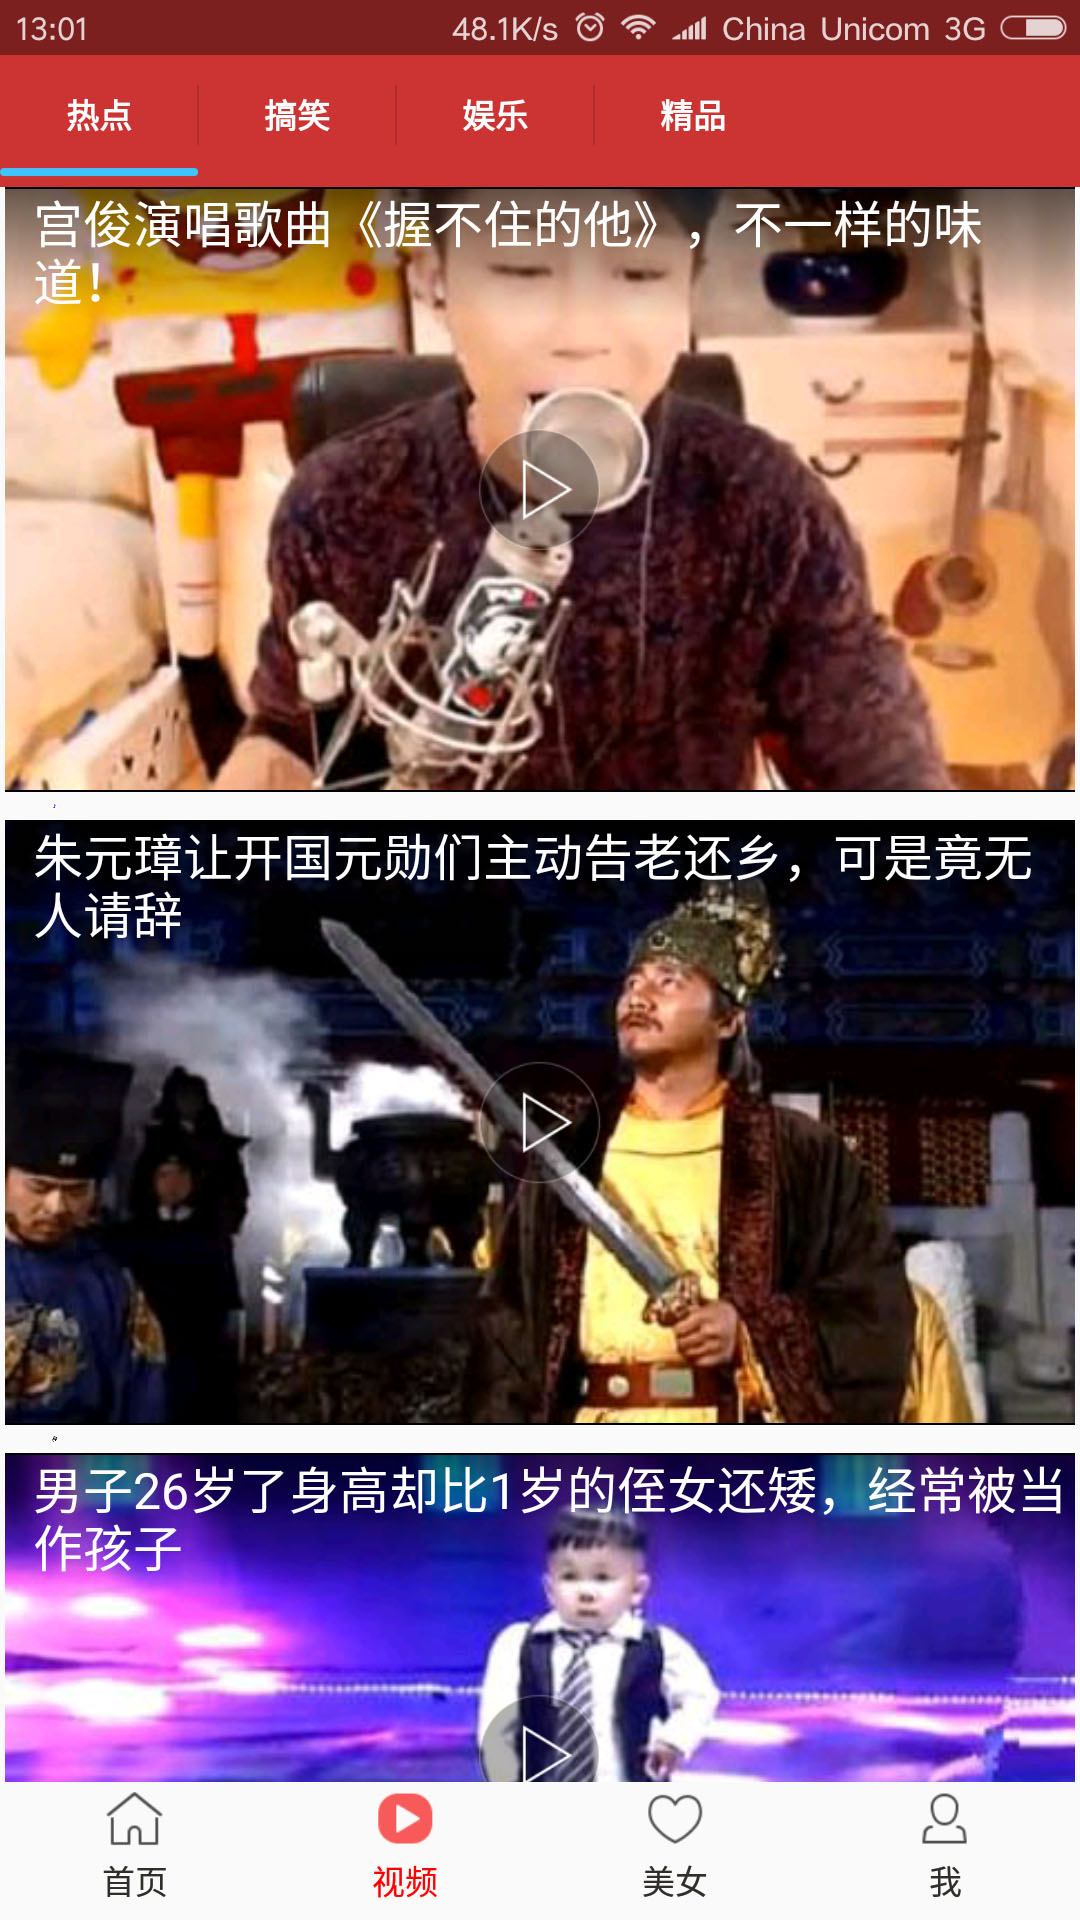 13:01 48.1K/s China Unicom 3G
热点 搞笑 娱乐 精品
宫俊演唱歌曲《握不住的他》，不一样的味
道！
朱元璋让开国元勋们主动告老还乡，可是竟无
人请辞
男子26岁了身高却比1岁的侄女还矮，经常被当
作孩子
首页 视频 美女 我